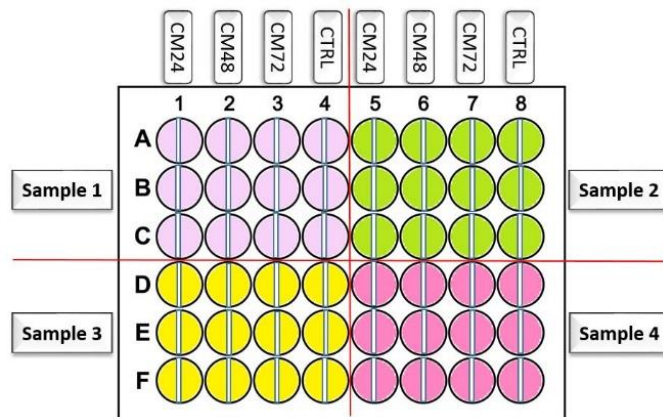 CM24 CM48 CM72 CTRL CM24 CM48 CM72 CTRL
1 2 3 4 5 6 7 8
A
Sample 1 B Sample 2
C
D
Sample 3 E Sample 4
F